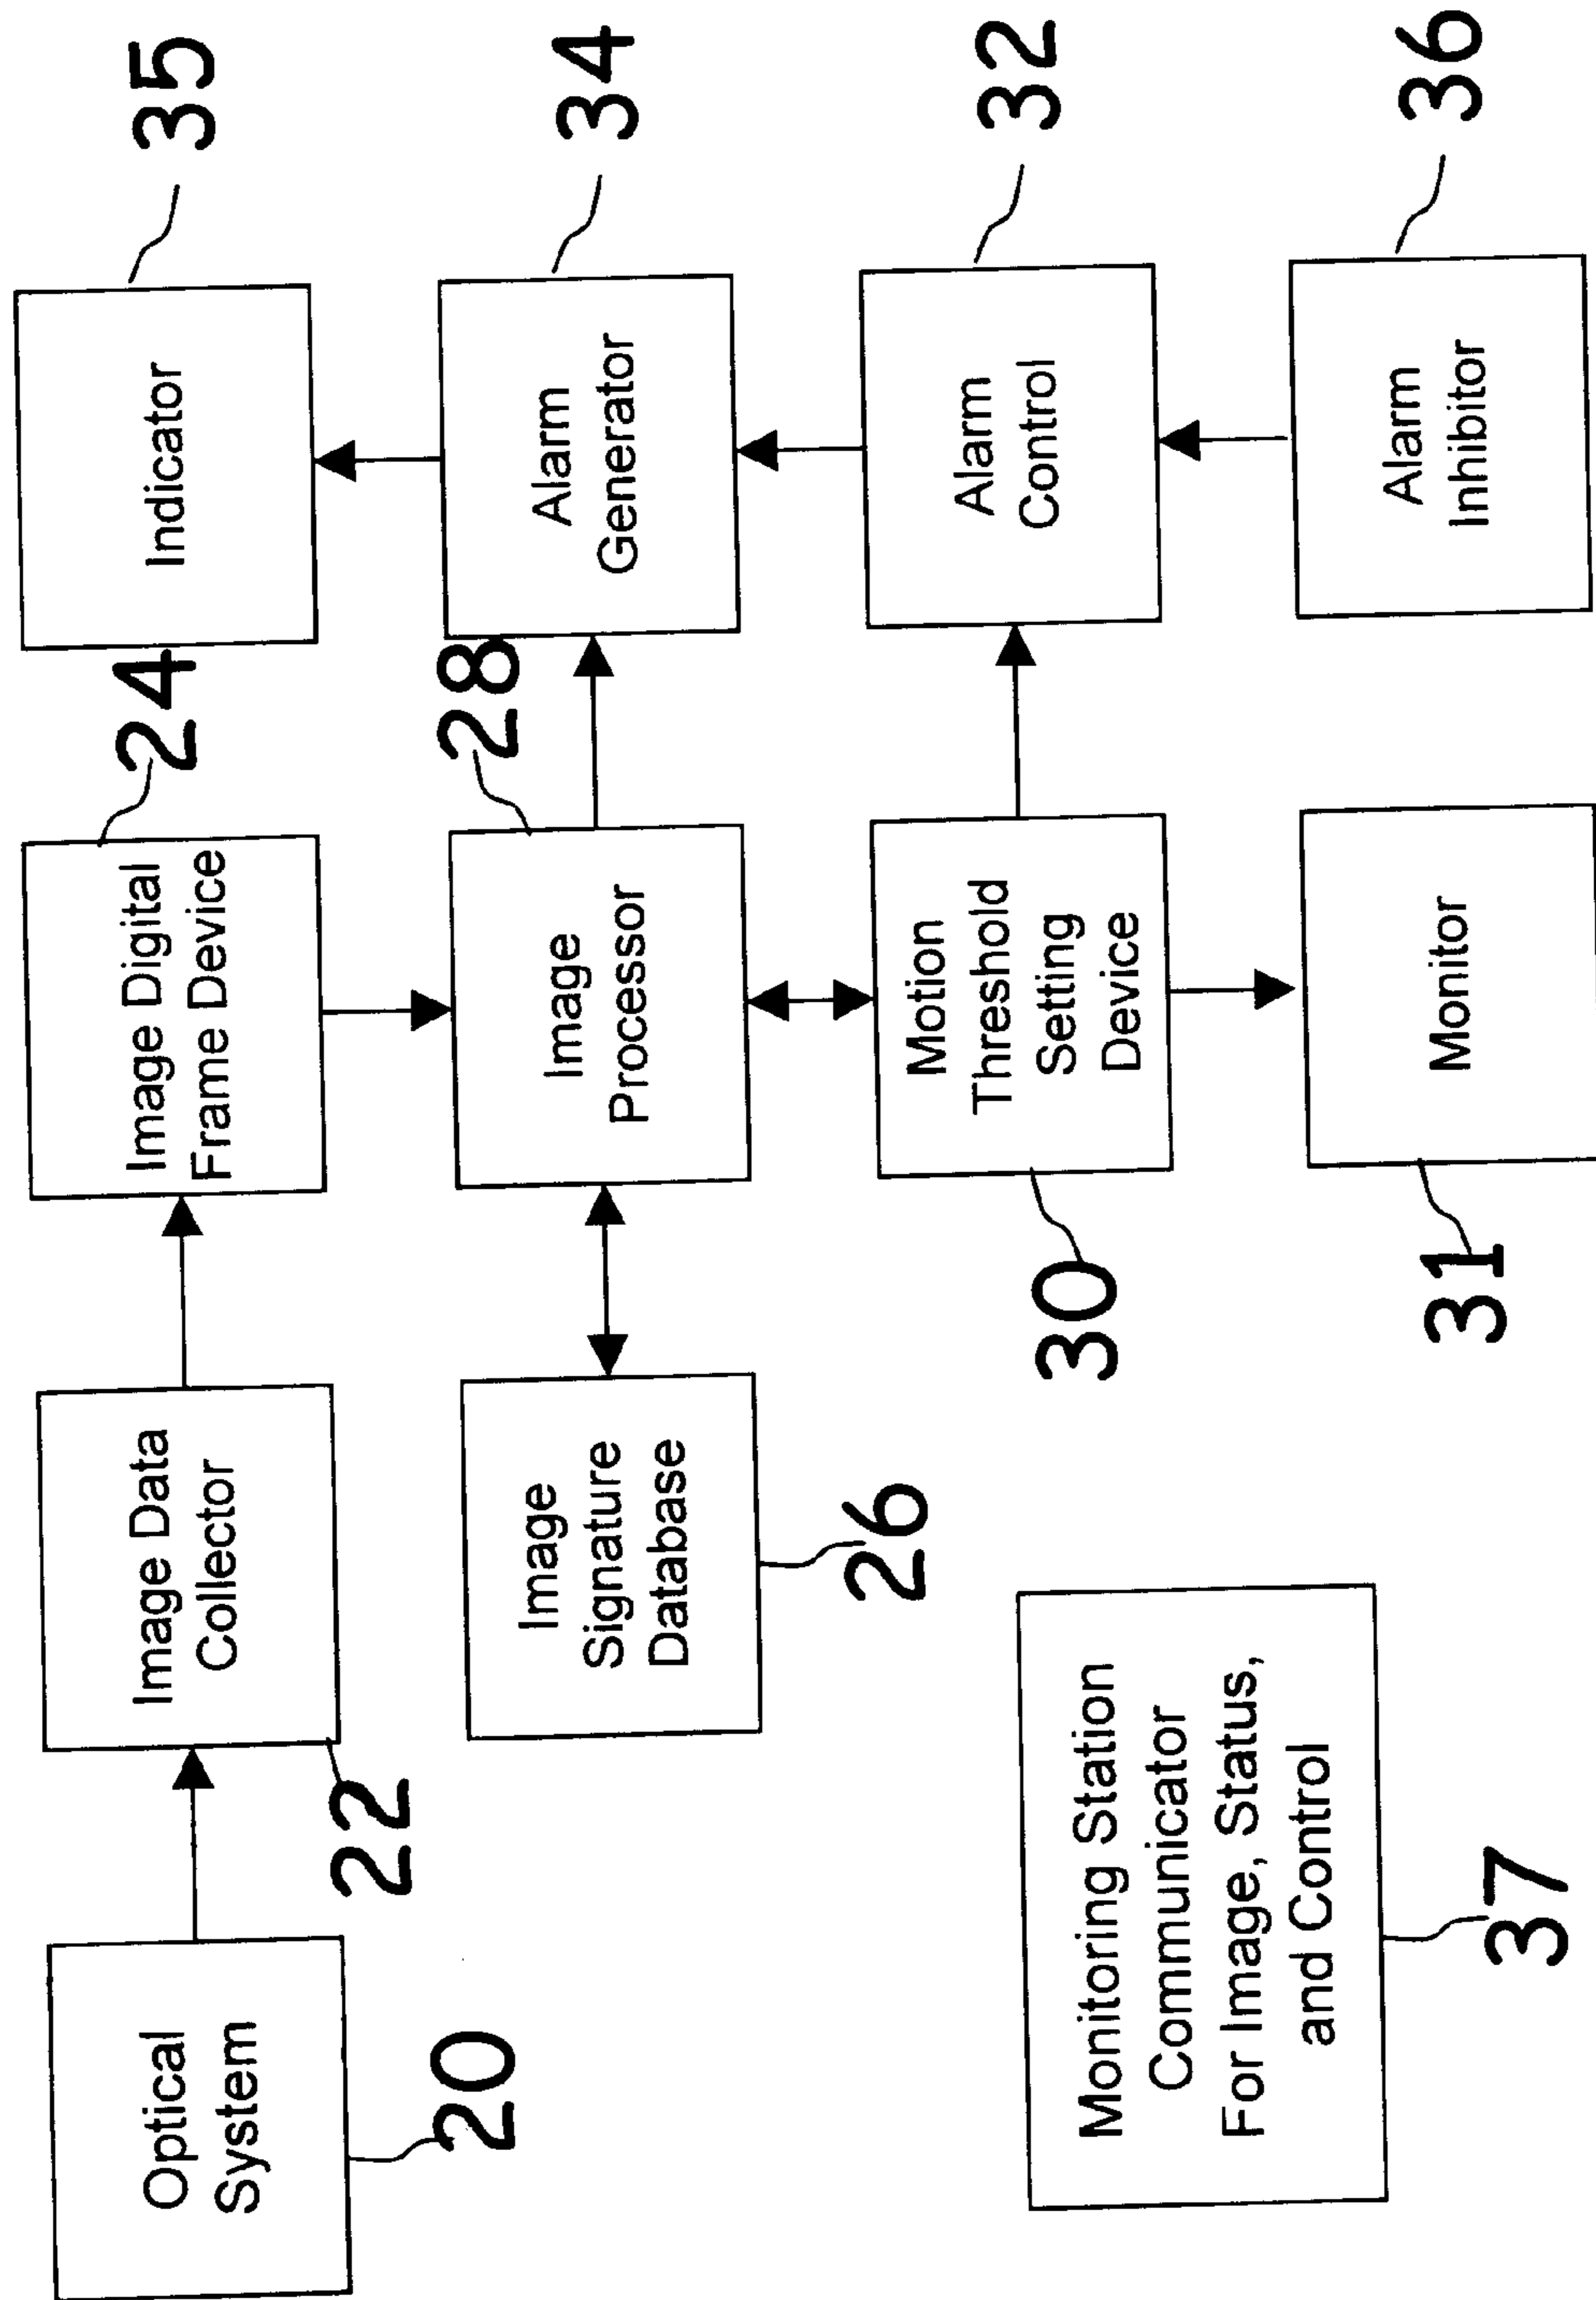 Optical
System
20
Image Data
Collector
22
Image Digital
Frame Device
24
Indicator
35
Image
Signature
Database
26
Image
Processor
28
Alarm
Generator
34
Motion
Threshold
Setting
Device
30
Alarm
Control
32
Monitoring Station
Communicator
For Image, Status,
and Control
37
Monitor
31
Alarm
Inhibitor
36